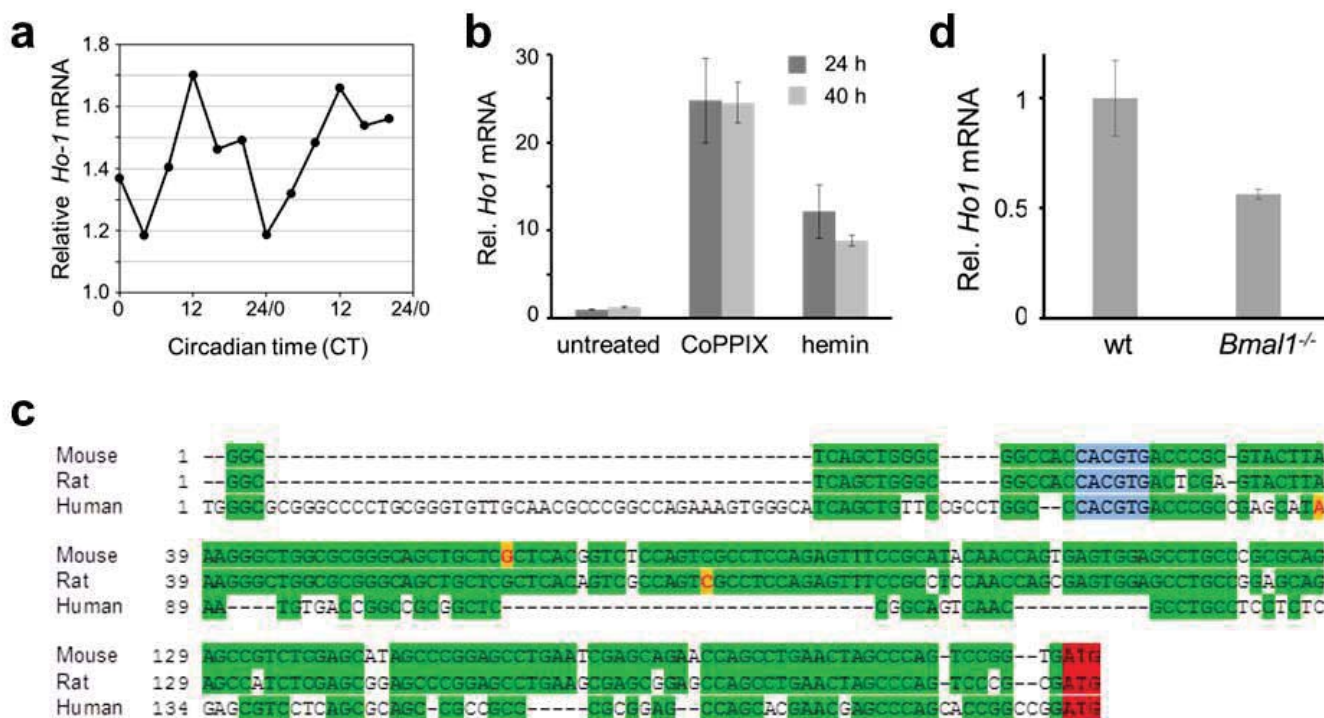 a
1.8
1.6
1.4
1.2
1.0
Relative Ho-1 mRNA
0 12 24/0 12 24/0
Circadian time (CT)
b
30
20
10
0
Rel. Ho1 mRNA
24 h
40 h
untreated CoPPIX hemin
d
1
0.5
0
Rel. Ho1 mRNA
wt Bmal1-/-
c
Mouse 1 --GGC--------------------------------------------TCAGCTGGGC-----GGCCACCACGTGACCCGC-GTACTTA
Rat 1 --GGC--------------------------------------------TCAGCTGGGC-----GGCCACCACGTGACTCGA-GTACTTA
Human 1 TGGGCGCGGGCCCCTGCGGGTGTTGCAACGCCCGGCCAGAAAGTGGGCATCAGCTGTTCCGCCTGGC--CCACGTGACCCGCCGAGCATA
Mouse 39 AAGGGCTGGCGCGGGCAGCTGCTCGCTCACGGTCTCCAGTCGCCTCCAGAGTTTCCGCATACAACCAGTGAGTGGAGCCTGCCCGCGCAG
Rat 39 AAGGGCTGGCGCGGGCAGCTGCTCGCTCACAGTCGCCAGTCGCCTCCAGAGTTTCCGCCTCCAACCAGCGAGTGGAGCCTGCCGGAGCAG
Human 89 AA----TGTGACCGGCCGCGGCTC------------------------------CGGCAGTCAAC-----------GCCTGCCTCCTCTC
Mouse 129 AGCCGTCTCGAGCATAGCCCGGAGCCTGAATCGAGCAGAACCAGCCTGAACTAGCCCAG-TCCGG--TGATG
Rat 129 AGCCATCTCGAGCGGAGCCCGGAGCCTGAAGCGAGCGGAGCCAGCCTGAACTAGCCCAG-TCCCG--CGATG
Human 134 GAGCGTCCTCAGCGCAGC-CGCCGCC-----CGCGGAG--CCAGCACGAACGAGCCCAGCACCGGCCGGATG